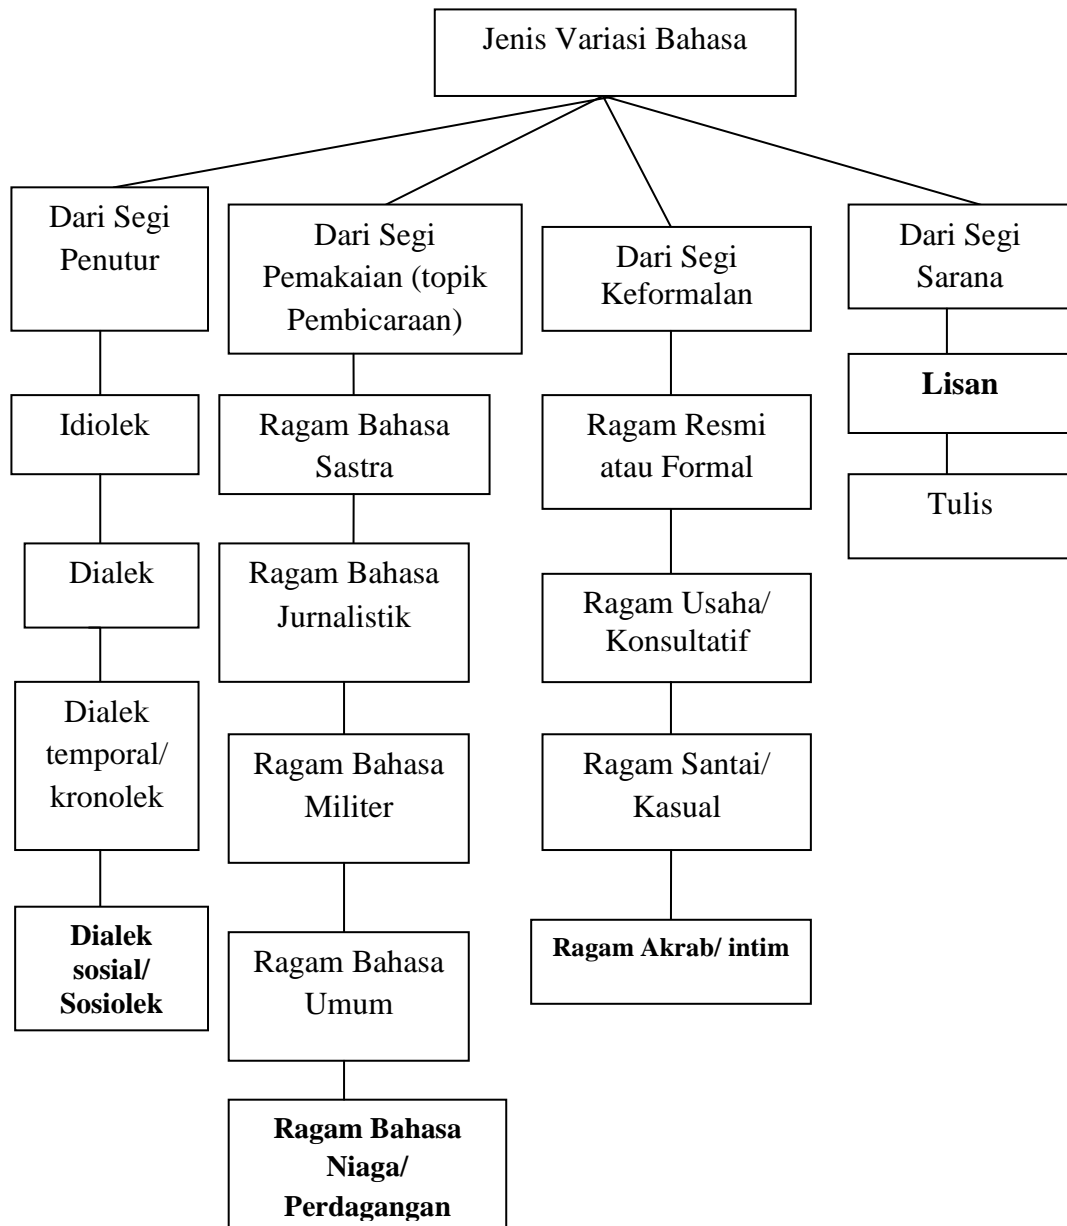 Jenis Variasi Bahasa
Dari Segi
Penutur
Idiolek
Dialek
Dialek
temporal/
kronolek
Dialek
sosial/
Sosiolek
Dari Segi
Pemakaian (topik
Pembicaraan)
Ragam Bahasa
Sastra
Ragam Bahasa
Jurnalistik
Ragam Bahasa
Militer
Ragam Bahasa
Umum
Ragam Bahasa
Niaga/
Perdagangan
Dari Segi
Keformalan
Ragam Resmi
atau Formal
Ragam Usaha/
Konsultatif
Ragam Santai/
Kasual
Ragam Akrab/ intim
Dari Segi
Sarana
Lisan
Tulis